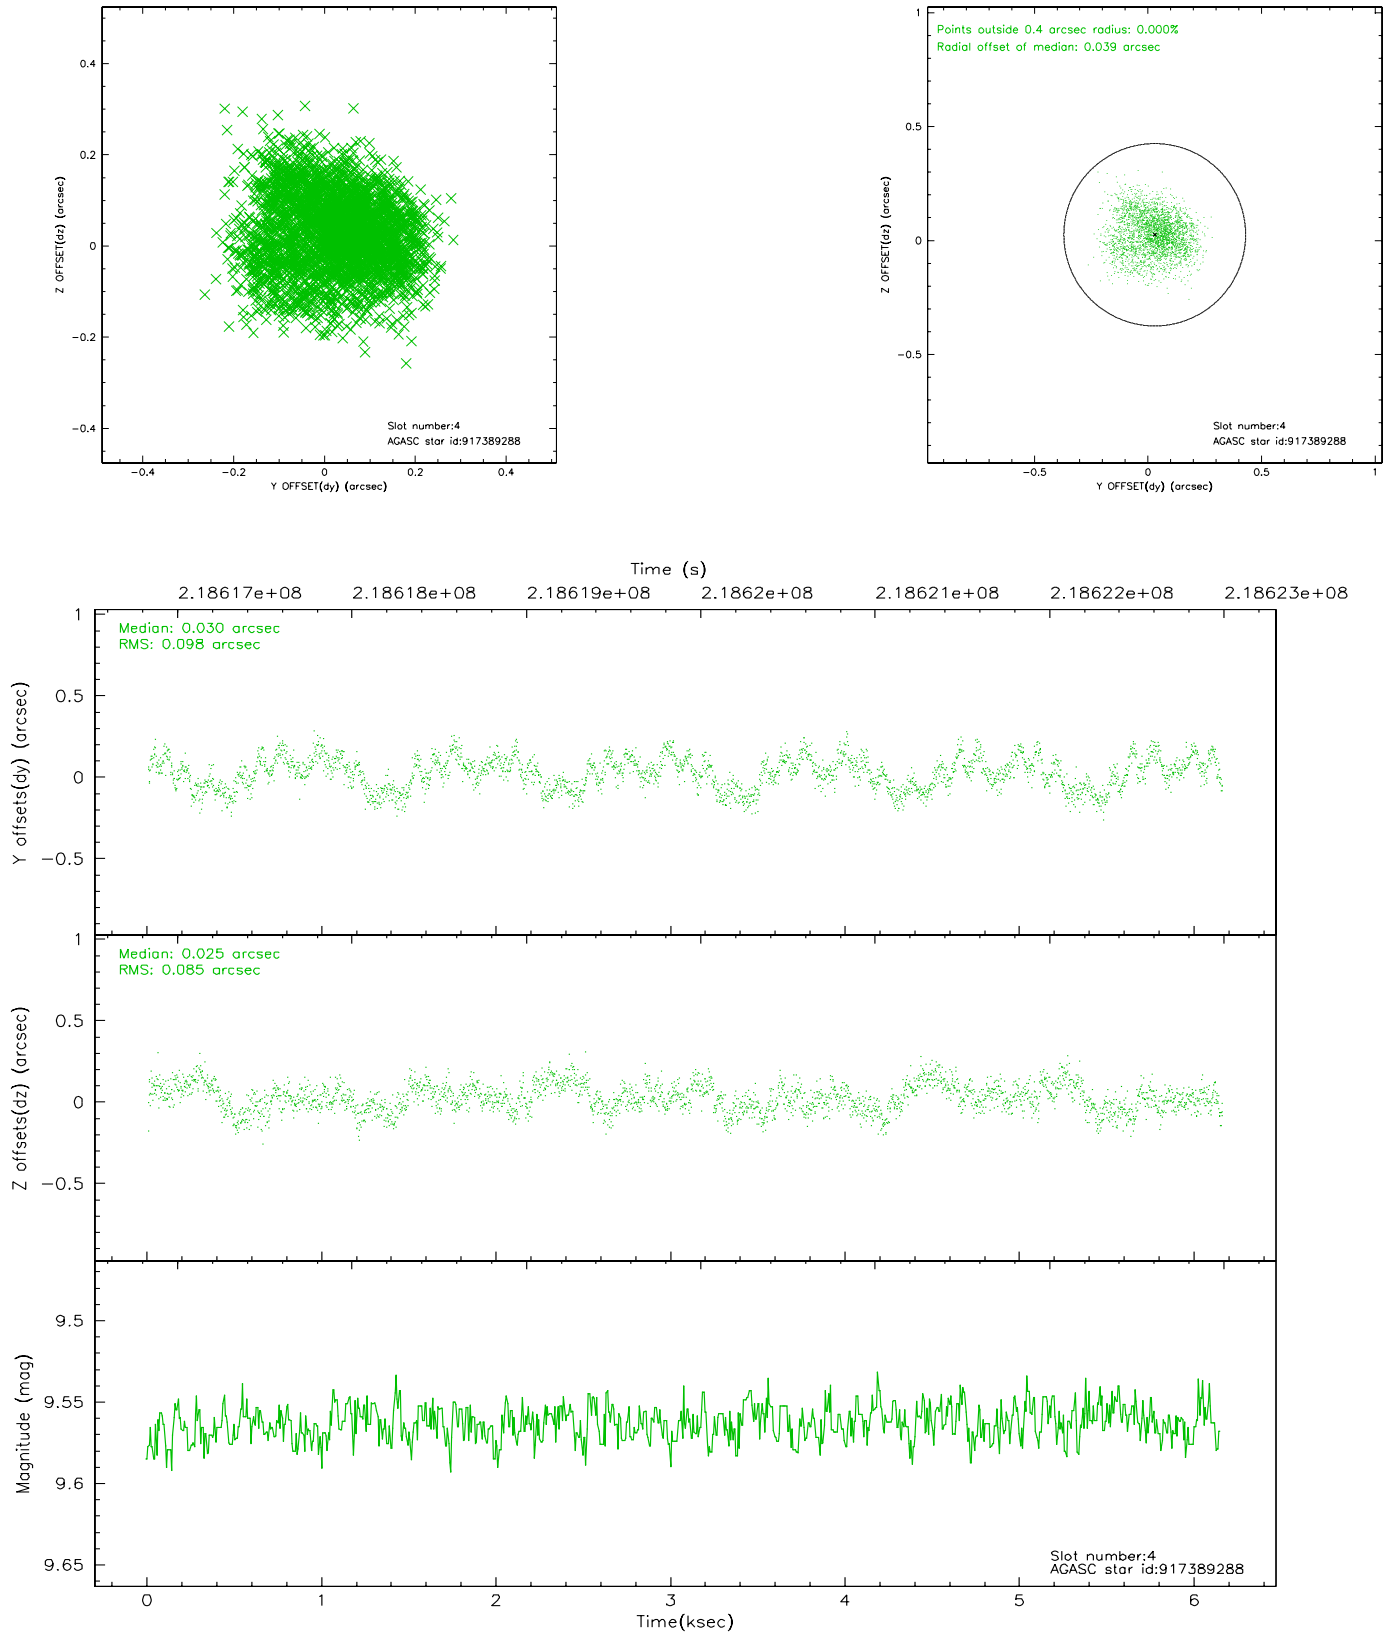 0.4
0.2
0
−0.2
−0.4
Z OFFSET(dz) (arcsec)
Slot number:4
AGASC star id:917389288
−0.4 −0.2 0 0.2 0.4
Y OFFSET(dy) (arcsec)
Points outside 0.4 arcsec radius: 0.000%
Radial offset of median: 0.039 arcsec
1
0.5
0
−0.5
Z OFFSET(dz) (arcsec)
Slot number:4
AGASC star id:917389288
−0.5 0 0.5 1
Y OFFSET(dy) (arcsec)
Time (s)
2.18617e+08 2.18618e+08 2.18619e+08 2.1862e+08 2.18621e+08 2.18622e+08 2.18623e+08
Median: 0.030 arcsec
RMS: 0.098 arcsec
1
0.5
0
−0.5
Y offsets(dy) (arcsec)
Median: 0.025 arcsec
RMS: 0.085 arcsec
1
0.5
0
−0.5
Z offsets(dz) (arcsec)
9.5
9.55
9.6
9.65
Magnitude (mag)
Slot number:4
AGASC star id:917389288
0 1 2 3 4 5 6
Time(ksec)